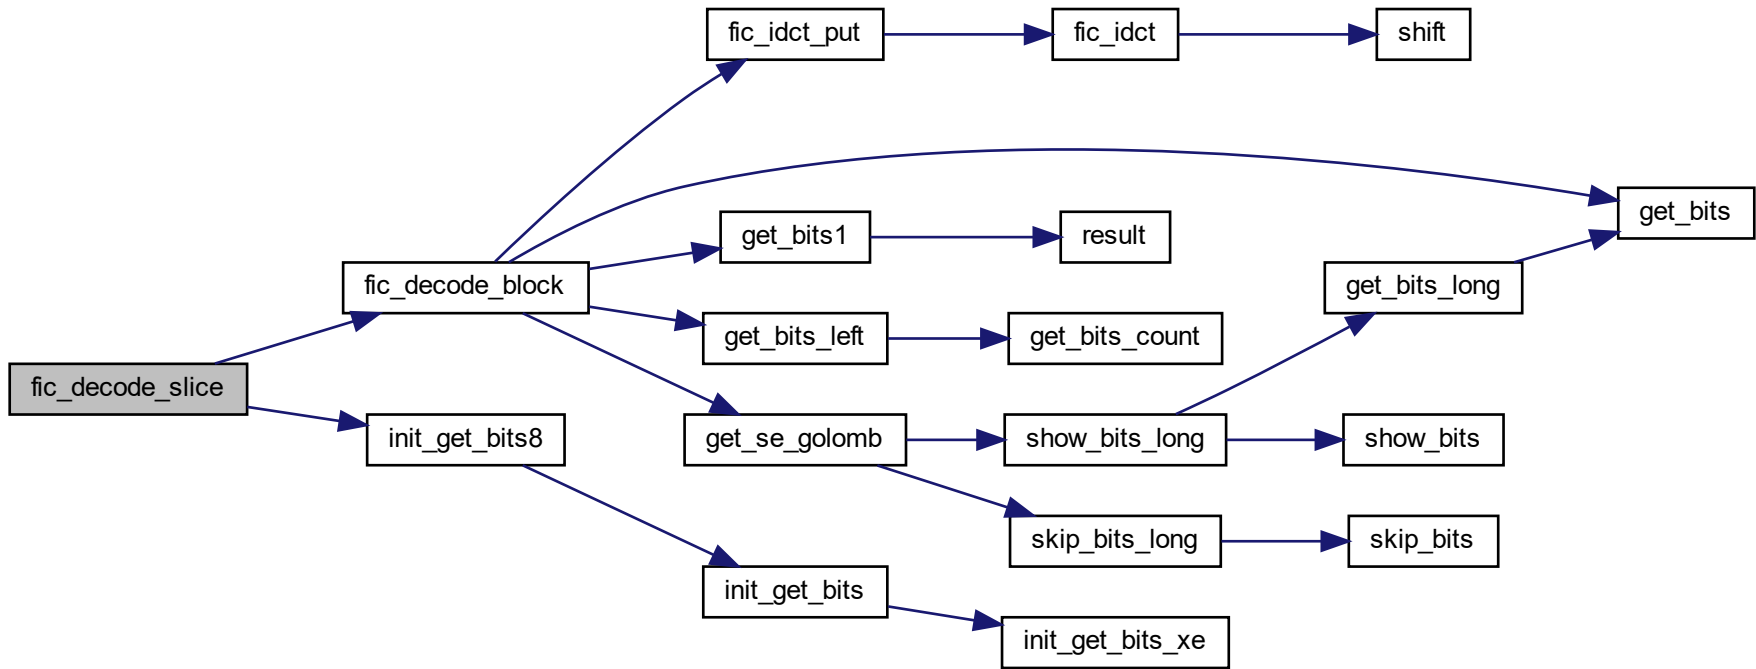 fic_idct_put
fic_idct
shift
get_bits
get_bits1
result
fic_decode_block
get_bits_long
get_bits_left
get_bits_count
fic_decode_slice
init_get_bits8
get_se_golomb
show_bits_long
show_bits
skip_bits_long
skip_bits
init_get_bits
init_get_bits_xe